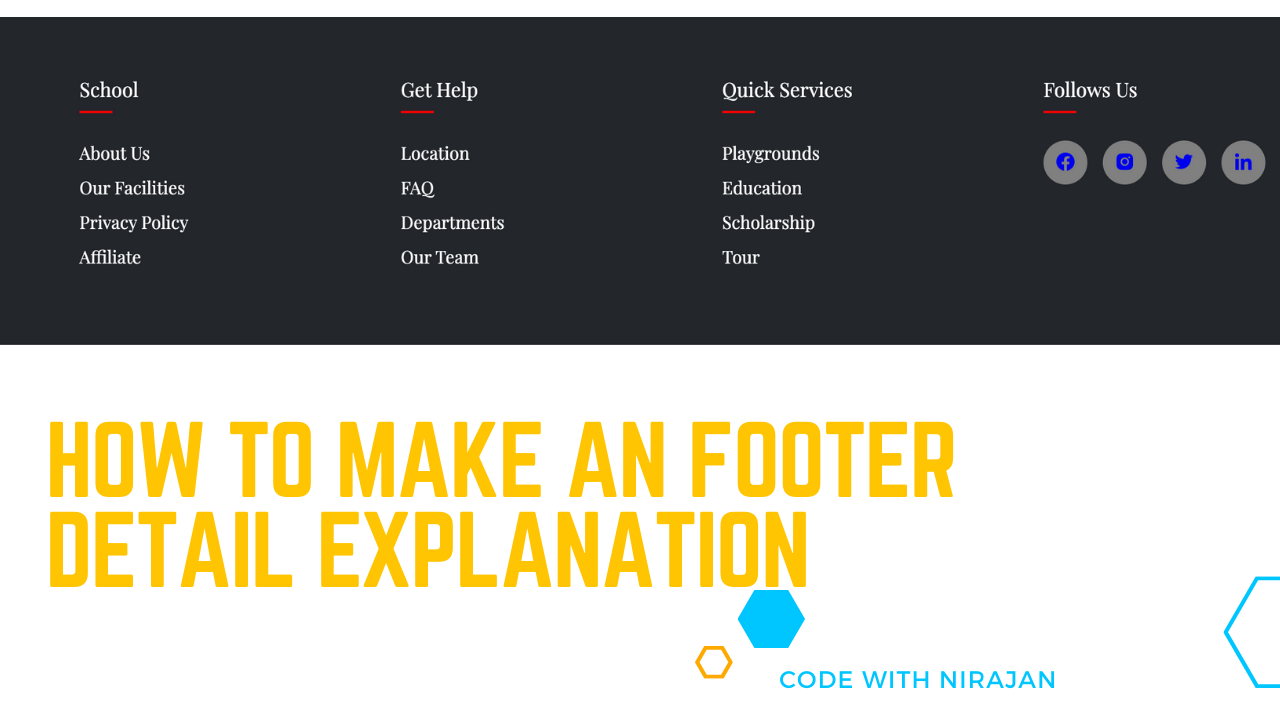 School
About Us
Our Facilities
Privacy Policy
Affiliate
Get Help
Location
FAQ
Departments
Our Team
Quick Services
Playgrounds
Education
Scholarship
Tour
Follows Us
HOW TO MAKE AN FOOTER
DETAIL EXPLANATION
CODE WITH NIRAJAN